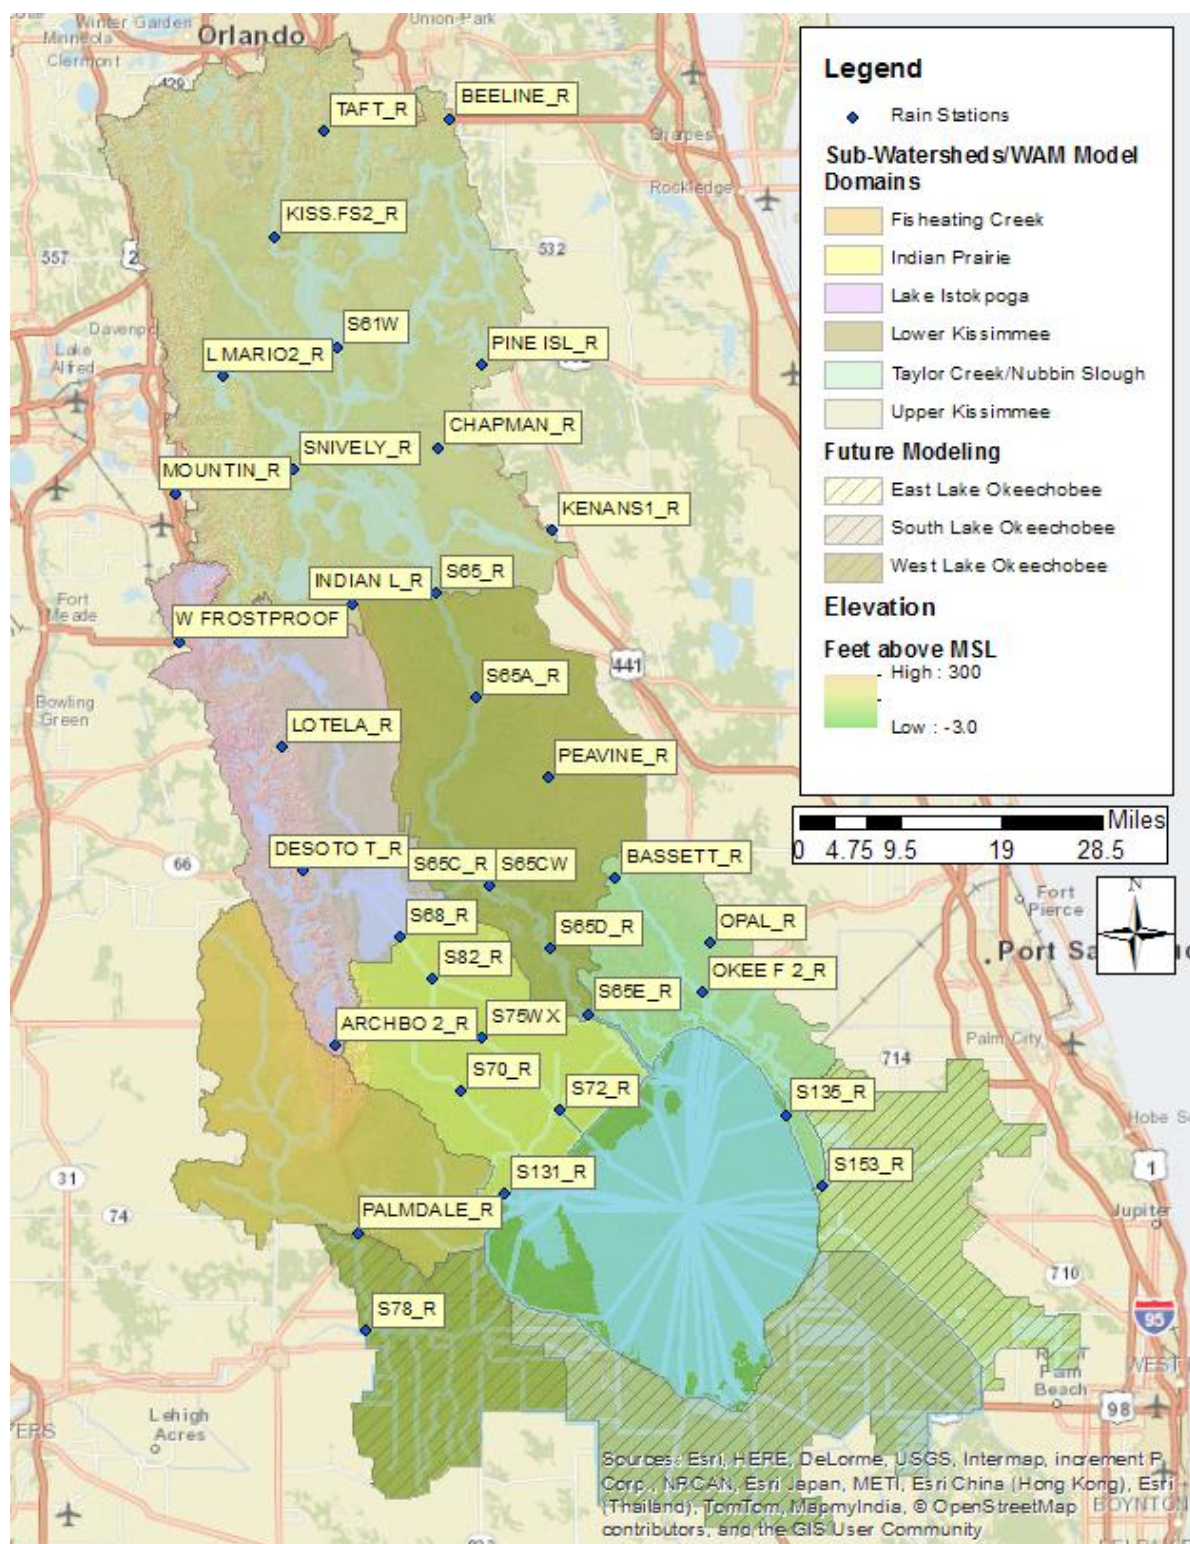 Winter Garden
Union Park
Orlando
Minneola
Clermont
429
BEELINE_R
TAFT_R
Sharpes
Rockledge
KISS.FS2_R
532
557
2
S61W
Davenpo
L MARIO2_R
PINE ISL_R
Lake
Alfred
CHAPMAN_R
SNIVELY_R
MOUNTIN_R
KENANS1_R
INDIAN L_R
S65_R
Fort
Meade
W FROSTPROOF
441
S65A_R
Bowling
Green
LOTELA_R
PEAVINE_R
DESOTO T_R
S65C_R
S65CW
BASSETT_R
66
S68_R
S65D_R
OPAL_R
S82_R
OKEE F 2_R
S65E_R
ARCHBO 2_R
S75WX
S70_R
S72_R
714
S135_R
S131_R
S153_R
31
74
PALMDALE_R
S78_R
710
Legend
Rain Stations
Sub-Watersheds/WAM Model
Domains
Fisheating Creek
Indian Prairie
Lake Istokpoga
Lower Kissimmee
Taylor Creek/Nubbin Slough
Upper Kissimmee
Future Modeling
East Lake Okeechobee
South Lake Okeechobee
West Lake Okeechobee
Elevation
Feet above MSL
High : 300
Low : -3.0
Miles
0 4.75 9.5 19 28.5
Fort
Pierce
N
Port Sa
Palm City
Hobe S
1
Jupiter
95
WEST
Palm
Beach
98
Lehigh
Acres
YERS
Sources: Esri, HERE, DeLorme, USGS, Intermap, increment P
Corp., NRCAN, Esri Japan, METI, Esri China (Hong Kong), Esri
(Thailand), TomTom, MapmyIndia, © OpenStreetMap
contributors, and the GIS User Community
BOYNTON